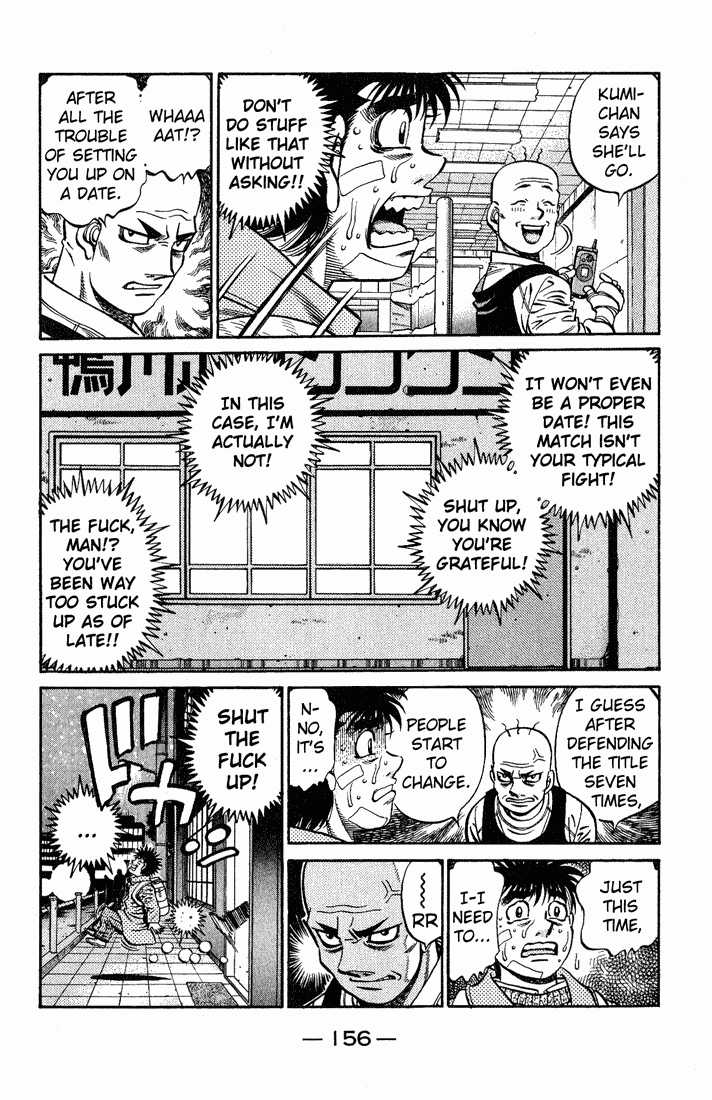 KUMI-
CHAN
SAYS
SHE'LL
GO.
DON'T
DO STUFF
LIKE THAT
WITHOUT
ASKING!!
WHAAA
AAT!?
AFTER
ALL THE
TROUBLE
OF SETTING
YOU UP ON
A DATE.
IT WON'T EVEN
BE A PROPER
DATE! THIS
MATCH ISN'T
YOUR TYPICAL
FIGHT!
SHUT UP,
YOU KNOW
YOU'RE
GRATEFUL!
IN THIS
CASE, I'M
ACTUALLY
NOT!
THE FUCK,
MAN!?
YOU'VE
BEEN WAY
TOO STUCK
UP AS OF
LATE!!
鴨川
I GUESS
AFTER
DEFENDING
THE TITLE
SEVEN
TIMES,
PEOPLE
START
TO
CHANGE.
N-
NO,
IT'S
...
JUST
THIS
TIME,
I-I
NEED
TO...
RR
SHUT
THE
FUCK
UP!
ドカッ
...
— 156 —